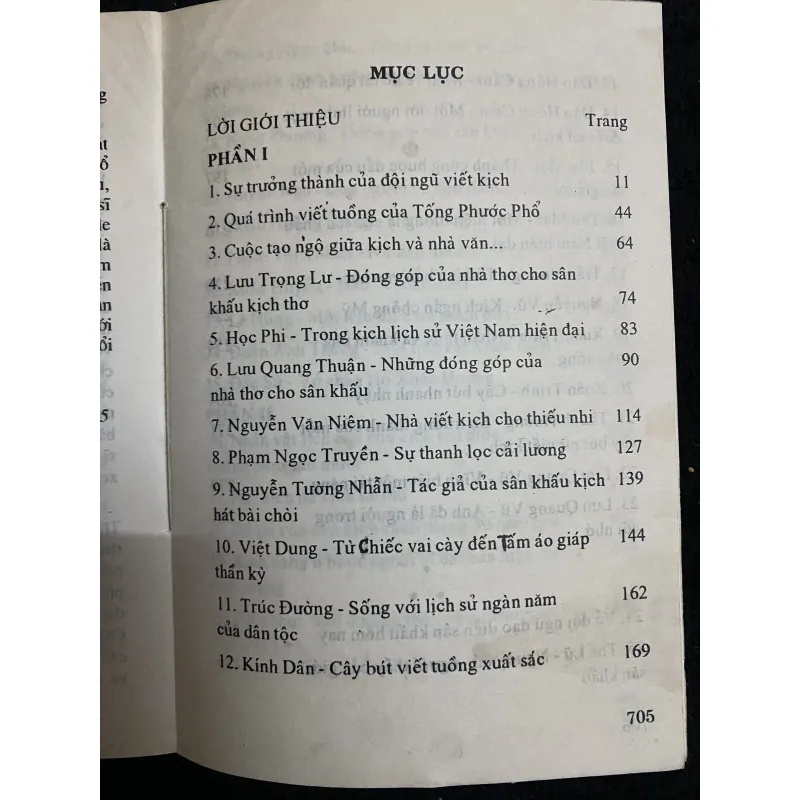 MỤC LỤC
LỜI GIỚI THIỆU Trang
PHẦN I
1. Sự trưởng thành của đội ngũ viết kịch 11
2. Quá trình viết tuồng của Tống Phước Phổ 44
3. Cuộc tạo ngộ giữa kịch và nhà văn... 64
4. Lưu Trọng Lư - Đóng góp của nhà thơ cho sân
khấu kịch thơ 74
5. Học Phi - Trong kịch lịch sử Việt Nam hiện đại 83
6. Lưu Quang Thuận - Những đóng góp của 90
nhà thơ cho sân khấu
7. Nguyễn Văn Niêm - Nhà viết kịch cho thiếu nhi 114
8. Phạm Ngọc Truyền - Sự thanh lọc cải lương 127
9. Nguyễn Tường Nhẫn - Tác giả của sân khấu kịch 139
hát bài chòi
10. Việt Dung - Từ Chiếc vai cày đến Tấm áo giáp 144
thần kỳ
11. Trúc Đường - Sống với lịch sử ngàn năm 162
của dân tộc
12. Kính Dân - Cây bút viết tuồng xuất sắc 169
705